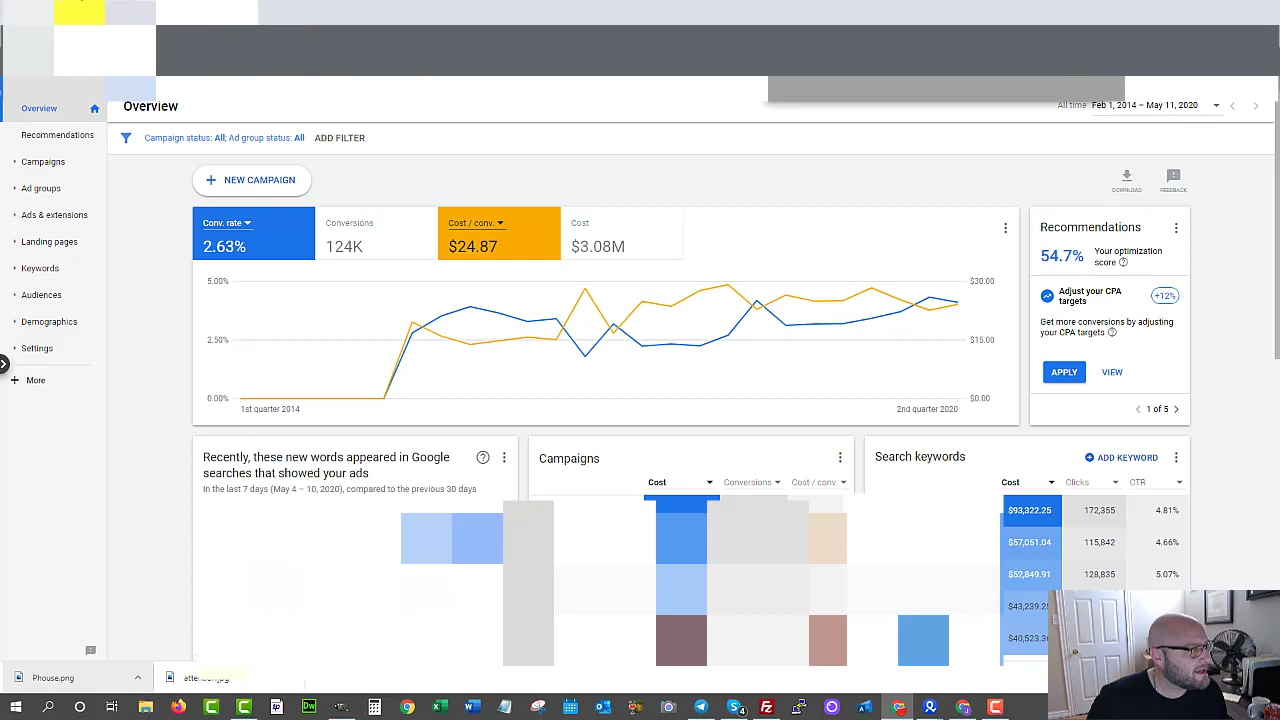 Overview
All time Feb 1, 2014 – May 11, 2020
Overview
Recommendations
Campaigns
Ad groups
Ads & extensions
Landing pages
Keywords
Audiences
Demographics
Settings
More
Campaign status: All; Ad group status: All ADD FILTER
NEW CAMPAIGN
DOWNLOAD
FEEDBACK
Conv. rate
2.63%
Conversions
124K
Cost / conv.
$24.87
Cost
$3.08M
5.00%
2.50%
0.00%
$30.00
$15.00
$0.00
1st quarter 2014
2nd quarter 2020
Recommendations
54.7%
Your optimization
score
Adjust your CPA
targets
+12%
Get more conversions by adjusting
your CPA targets
APPLY
VIEW
1 of 5
Recently, these new words appeared in Google
searches that showed your ads
In the last 7 days (May 4 – 10, 2020), compared to the previous 30 days
Campaigns
Cost Conversions Cost / conv.
Search keywords
ADD KEYWORD
Cost Clicks CTR
$93,322.25 172,355 4.81%
$57,051.04 115,842 4.66%
$52,849.91 128,835 5.07%
Phouse.png